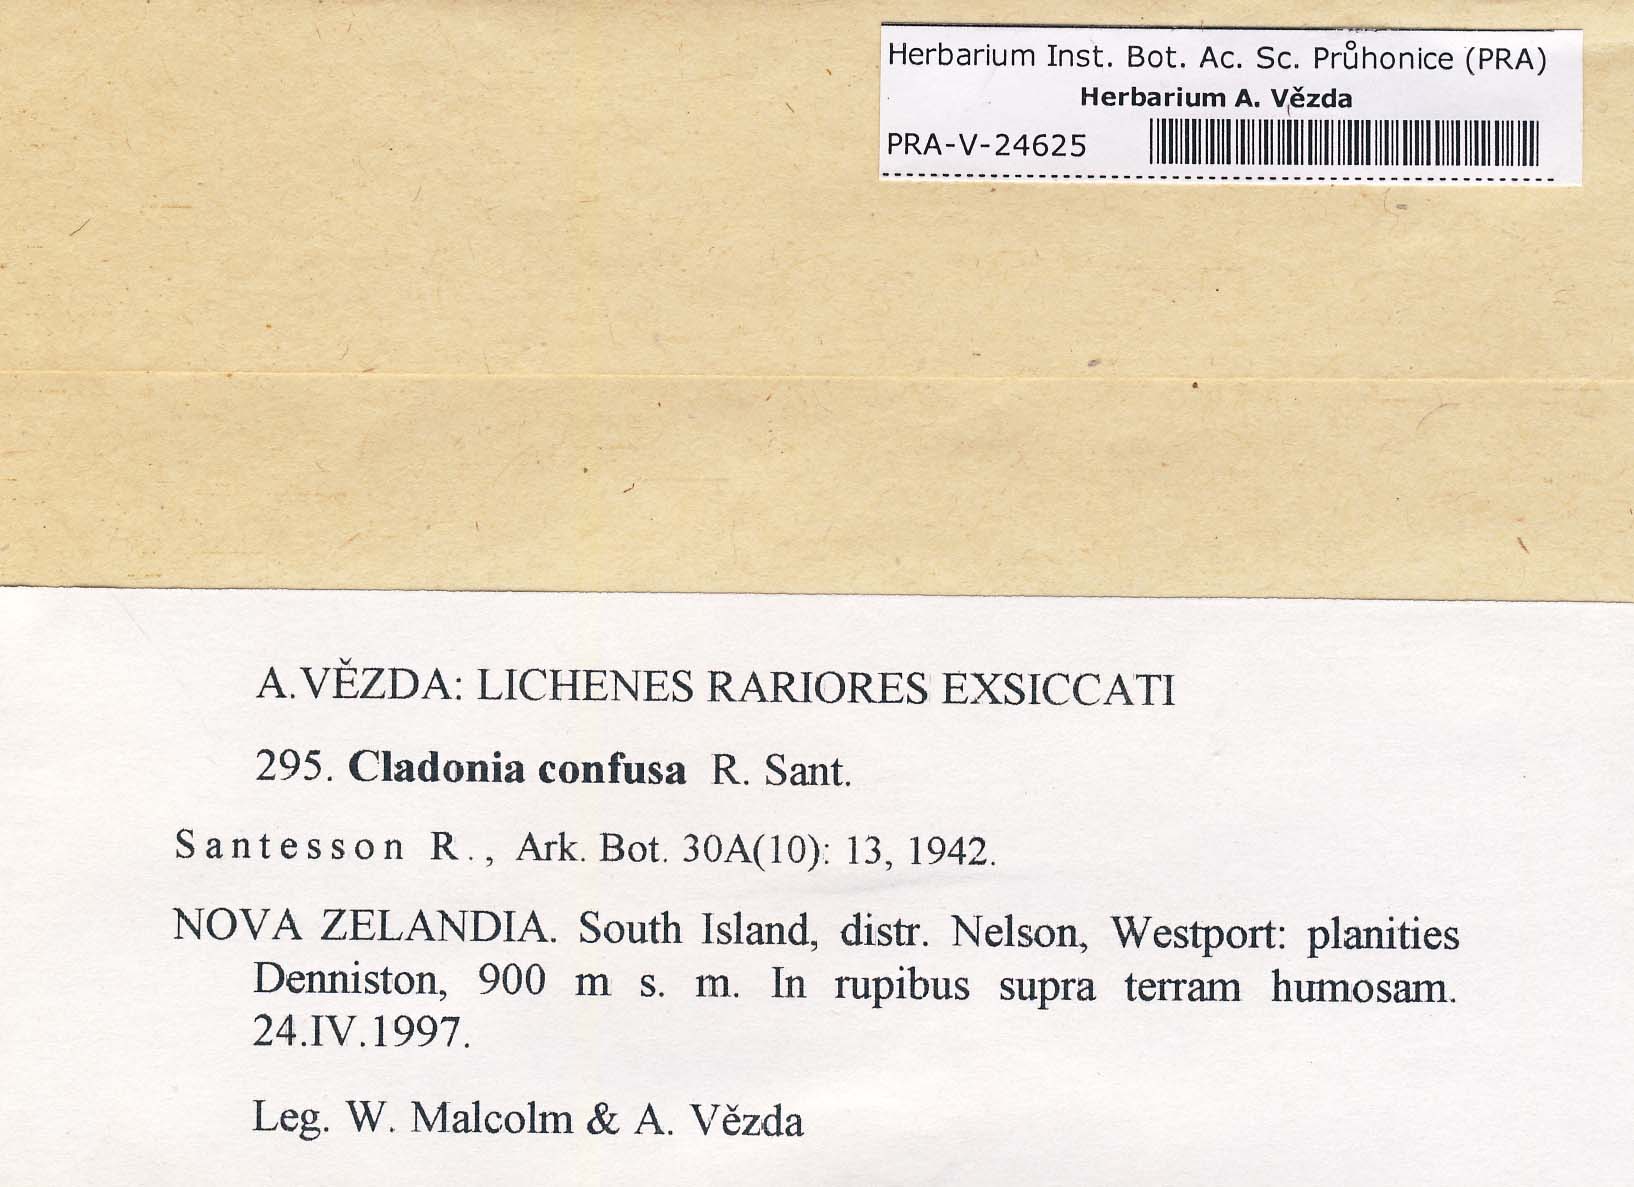 Herbarium Inst. Bot. Ac. Sc. Průhonice (PRA)
Herbarium A. Vězda
PRA-V-24625
A.VĚZDA: LICHENES RARIORES EXSICCATI
295. Cladonia confusa R. Sant.
Santesson R., Ark. Bot. 30A(10): 13, 1942.
NOVA ZELANDIA. South Island, distr. Nelson, Westport: planities
Denniston, 900 m s. m. In rupibus supra terram humosam.
24.IV.1997.
Leg. W. Malcolm & A. Vězda